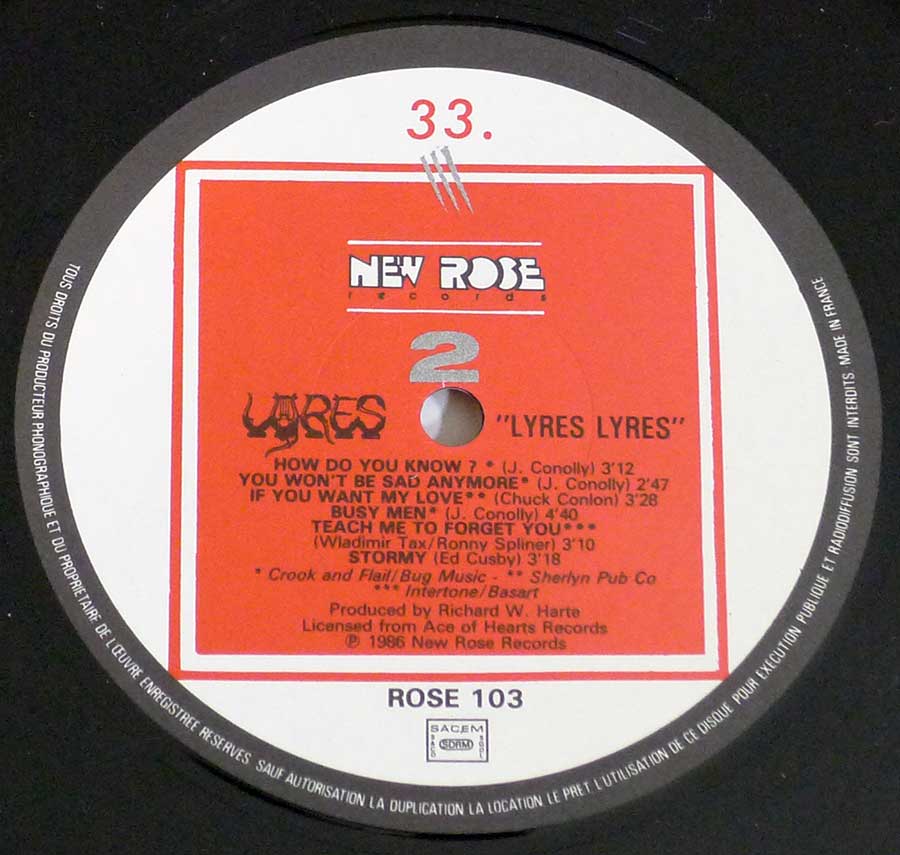 33.
NEW ROSE
records
2
LYRES
"LYRES LYRES"
HOW DO YOU KNOW ? * (J. Conolly) 3'12
YOU WON'T BE SAD ANYMORE* (J. Conolly) 2'47
IF YOU WANT MY LOVE** (Chuck Conlon) 3'28
BUSY MEN* (J. Conolly) 4'40
TEACH ME TO FORGET YOU***
(Wladimir Tax/Ronny Spliner) 3'10
STORMY (Ed Cusby) 3'18
* Crook and Flail/Bug Music - ** Sherlyn Pub Co
*** Intertone/Basart
Produced by Richard W. Harte
Licensed from Ace of Hearts Records
℗ 1986 New Rose Records
ROSE 103
SACEM
SACD
SDRM
SGDL
TOUS DROITS DU PRODUCTEUR PHONOGRAPHIQUE ET DU PROPRIETAIRE DE L'ŒUVRE ENREGISTREE RESERVES. SAUF AUTORISATION LA DUPLICATION LA LOCATION LE PRET L'UTILISATION DE CE DISQUE POUR EXECUTION PUBLIQUE ET RADIODIFFUSION SONT INTERDITS. MADE IN FRANCE